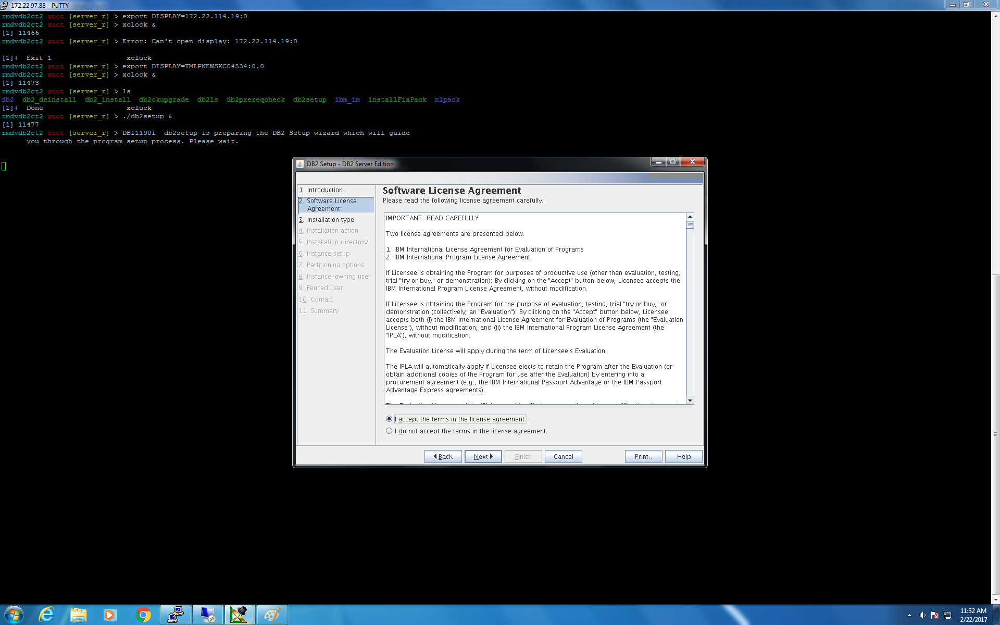 172.22.97.88 - PuTTY
rmdvdb2ct2 root [server_r] > export DISPLAY=172.22.114.19:0
rmdvdb2ct2 root [server_r] > xclock &
[1] 11466
rmdvdb2ct2 root [server_r] > Error: Can't open display: 172.22.114.19:0
[1]+  Exit 1                  xclock
rmdvdb2ct2 root [server_r] > export DISPLAY=TMLPNEWSKC04534:0.0
rmdvdb2ct2 root [server_r] > xclock &
[1] 11473
rmdvdb2ct2 root [server_r] > ls
db2  db2_deinstall  db2_install  db2ckupgrade  db2ls  db2prereqcheck  db2setup  ibm_im  installFixPack  nlpack
[1]+  Done                    xclock
rmdvdb2ct2 root [server_r] > ./db2setup &
[1] 11477
rmdvdb2ct2 root [server_r] > DBI1190I  db2setup is preparing the DB2 Setup wizard which will guide
you through the program setup process. Please wait.
DB2 Setup - DB2 Server Edition
1. Introduction
2. Software License
Agreement
3. Installation type
4. Installation action
5. Installation directory
6. Instance setup
7. Partitioning options
8. Instance-owning user
9. Fenced user
10. Contact
11. Summary
Software License Agreement
Please read the following license agreement carefully.
IMPORTANT: READ CAREFULLY
Two license agreements are presented below.
1. IBM International License Agreement for Evaluation of Programs
2. IBM International Program License Agreement
If Licensee is obtaining the Program for purposes of productive use (other than evaluation, testing,
trial "try or buy," or demonstration): By clicking on the "Accept" button below, Licensee accepts the
IBM International Program License Agreement, without modification.
If Licensee is obtaining the Program for the purpose of evaluation, testing, trial "try or buy," or
demonstration (collectively, an "Evaluation"): By clicking on the "Accept" button below, Licensee
accepts both (i) the IBM International License Agreement for Evaluation of Programs (the "Evaluation
License"), without modification; and (ii) the IBM International Program License Agreement (the
"IPLA"), without modification.
The Evaluation License will apply during the term of Licensee's Evaluation.
The IPLA will automatically apply if Licensee elects to retain the Program after the Evaluation (or
obtain additional copies of the Program for use after the Evaluation) by entering into a
procurement agreement (e.g., the IBM International Passport Advantage or the IBM Passport
Advantage Express agreements).
I accept the terms in the license agreement.
I do not accept the terms in the license agreement.
Back
Next
Finish
Cancel
Print..
Help
11:32 AM
2/22/2017